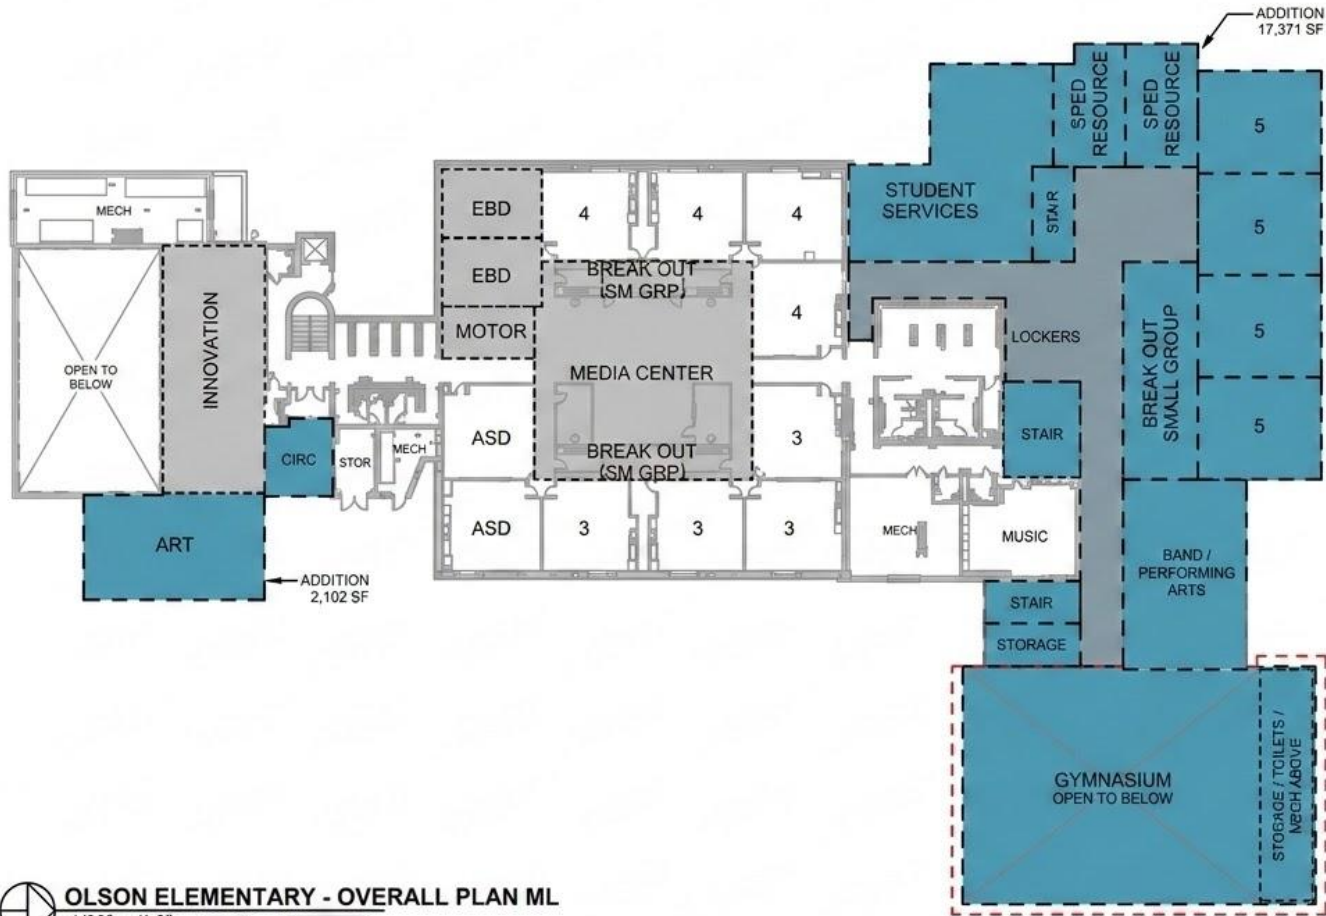 ADDITION
17,371 SF
SPED
RESOURCE
SPED
RESOURCE
5
MECH
EBD
4
4
4
STUDENT
SERVICES
STAIR
5
EBD
BREAK OUT
(SM GRP)
INNOVATION
MOTOR
4
LOCKERS
BREAK OUT
SMALL GROUP
5
OPEN TO
BELOW
MEDIA CENTER
CIRC
STOR
MECH
ASD
3
STAIR
5
BREAK OUT
(SM GRP)
ART
ASD
3
3
3
MECH
MUSIC
BAND /
PERFORMING
ARTS
ADDITION
2,102 SF
STAIR
STORAGE
GYMNASIUM
OPEN TO BELOW
STORAGE / TOILETS /
MECH ABOVE
OLSON ELEMENTARY - OVERALL PLAN ML